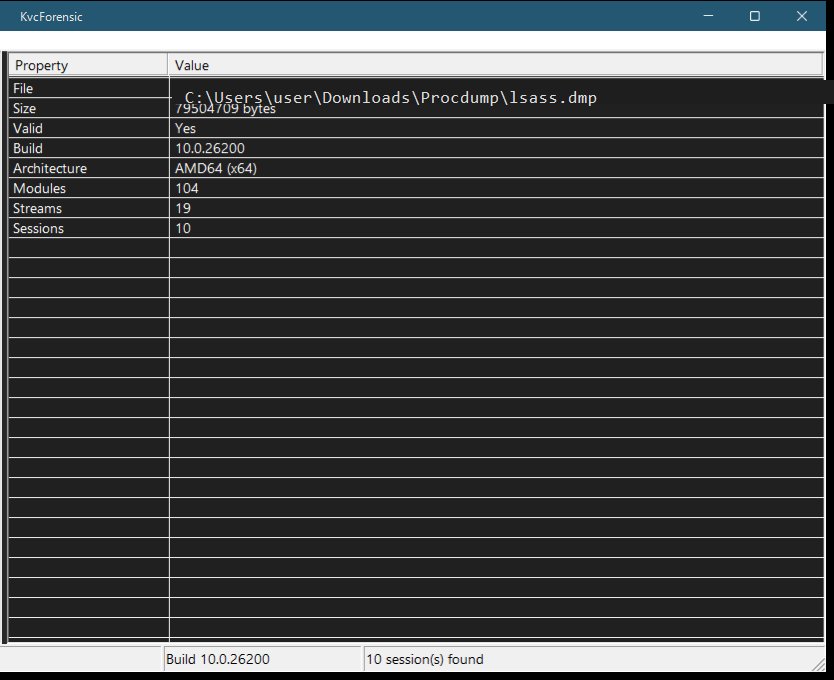 KvcForensic
Property Value
File C:\Users\user\Downloads\Procdump\lsass.dmp
Size 79504709 bytes
Valid Yes
Build 10.0.26200
Architecture AMD64 (x64)
Modules 104
Streams 19
Sessions 10
Build 10.0.26200 10 session(s) found